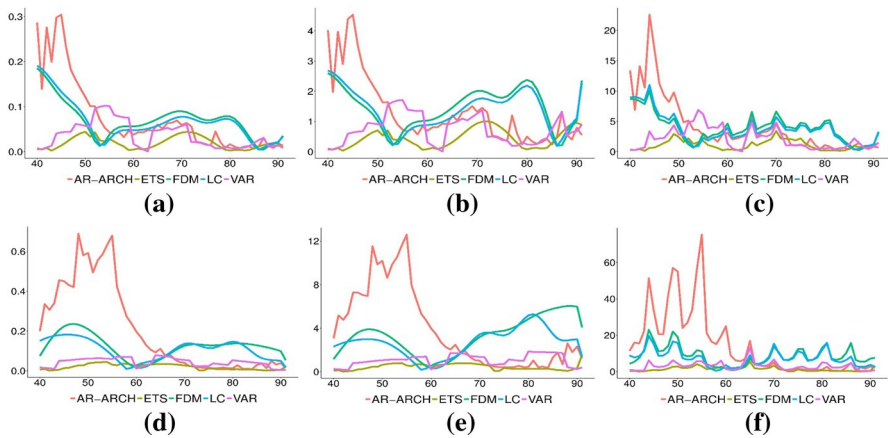 0.3
0.2
0.1
0.0
40 50 60 70 80 90
AR-ARCH ETS FDM LC VAR
(a)
4
3
2
1
0
40 50 60 70 80 90
AR-ARCH ETS FDM LC VAR
(b)
20
15
10
5
0
40 50 60 70 80 90
AR-ARCH ETS FDM LC VAR
(c)
0.6
0.4
0.2
0.0
40 50 60 70 80 90
AR-ARCH ETS FDM LC VAR
(d)
12
8
4
0
40 50 60 70 80 90
AR-ARCH ETS FDM LC VAR
(e)
60
40
20
0
40 50 60 70 80 90
AR-ARCH ETS FDM LC VAR
(f)